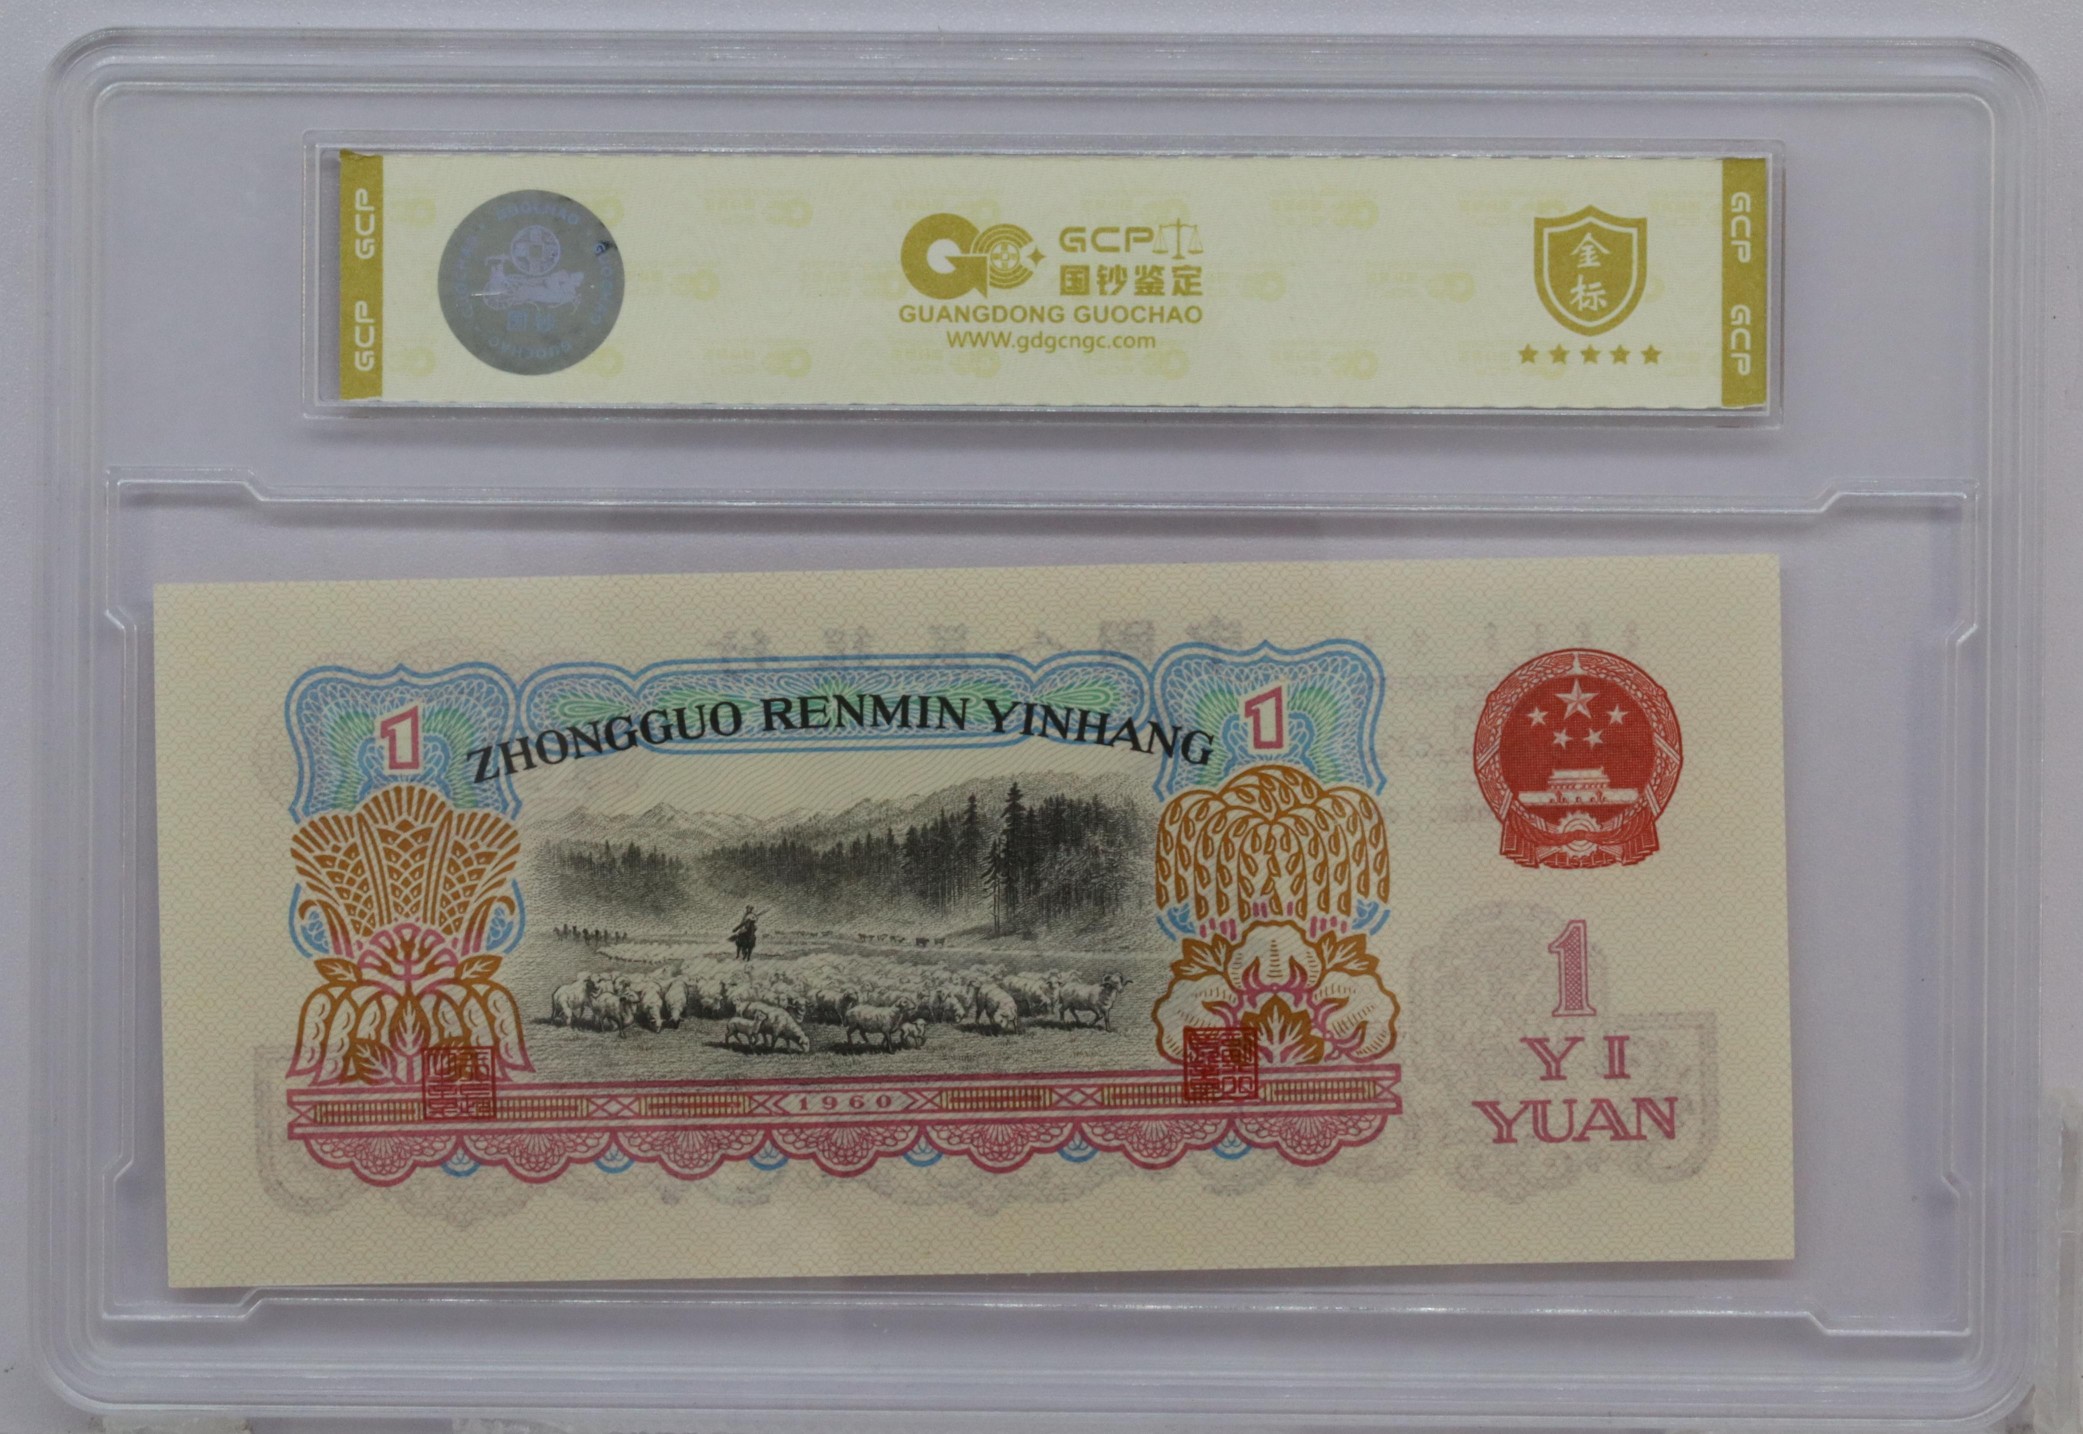 GCP
GCP
GCP 国钞鉴定
GUANGDONG GUOCHAO
www.gdgcngc.com
金标
GCP
GCP
1
ZHONGGUO RENMIN YINHANG
1
1960
1
YI
YUAN